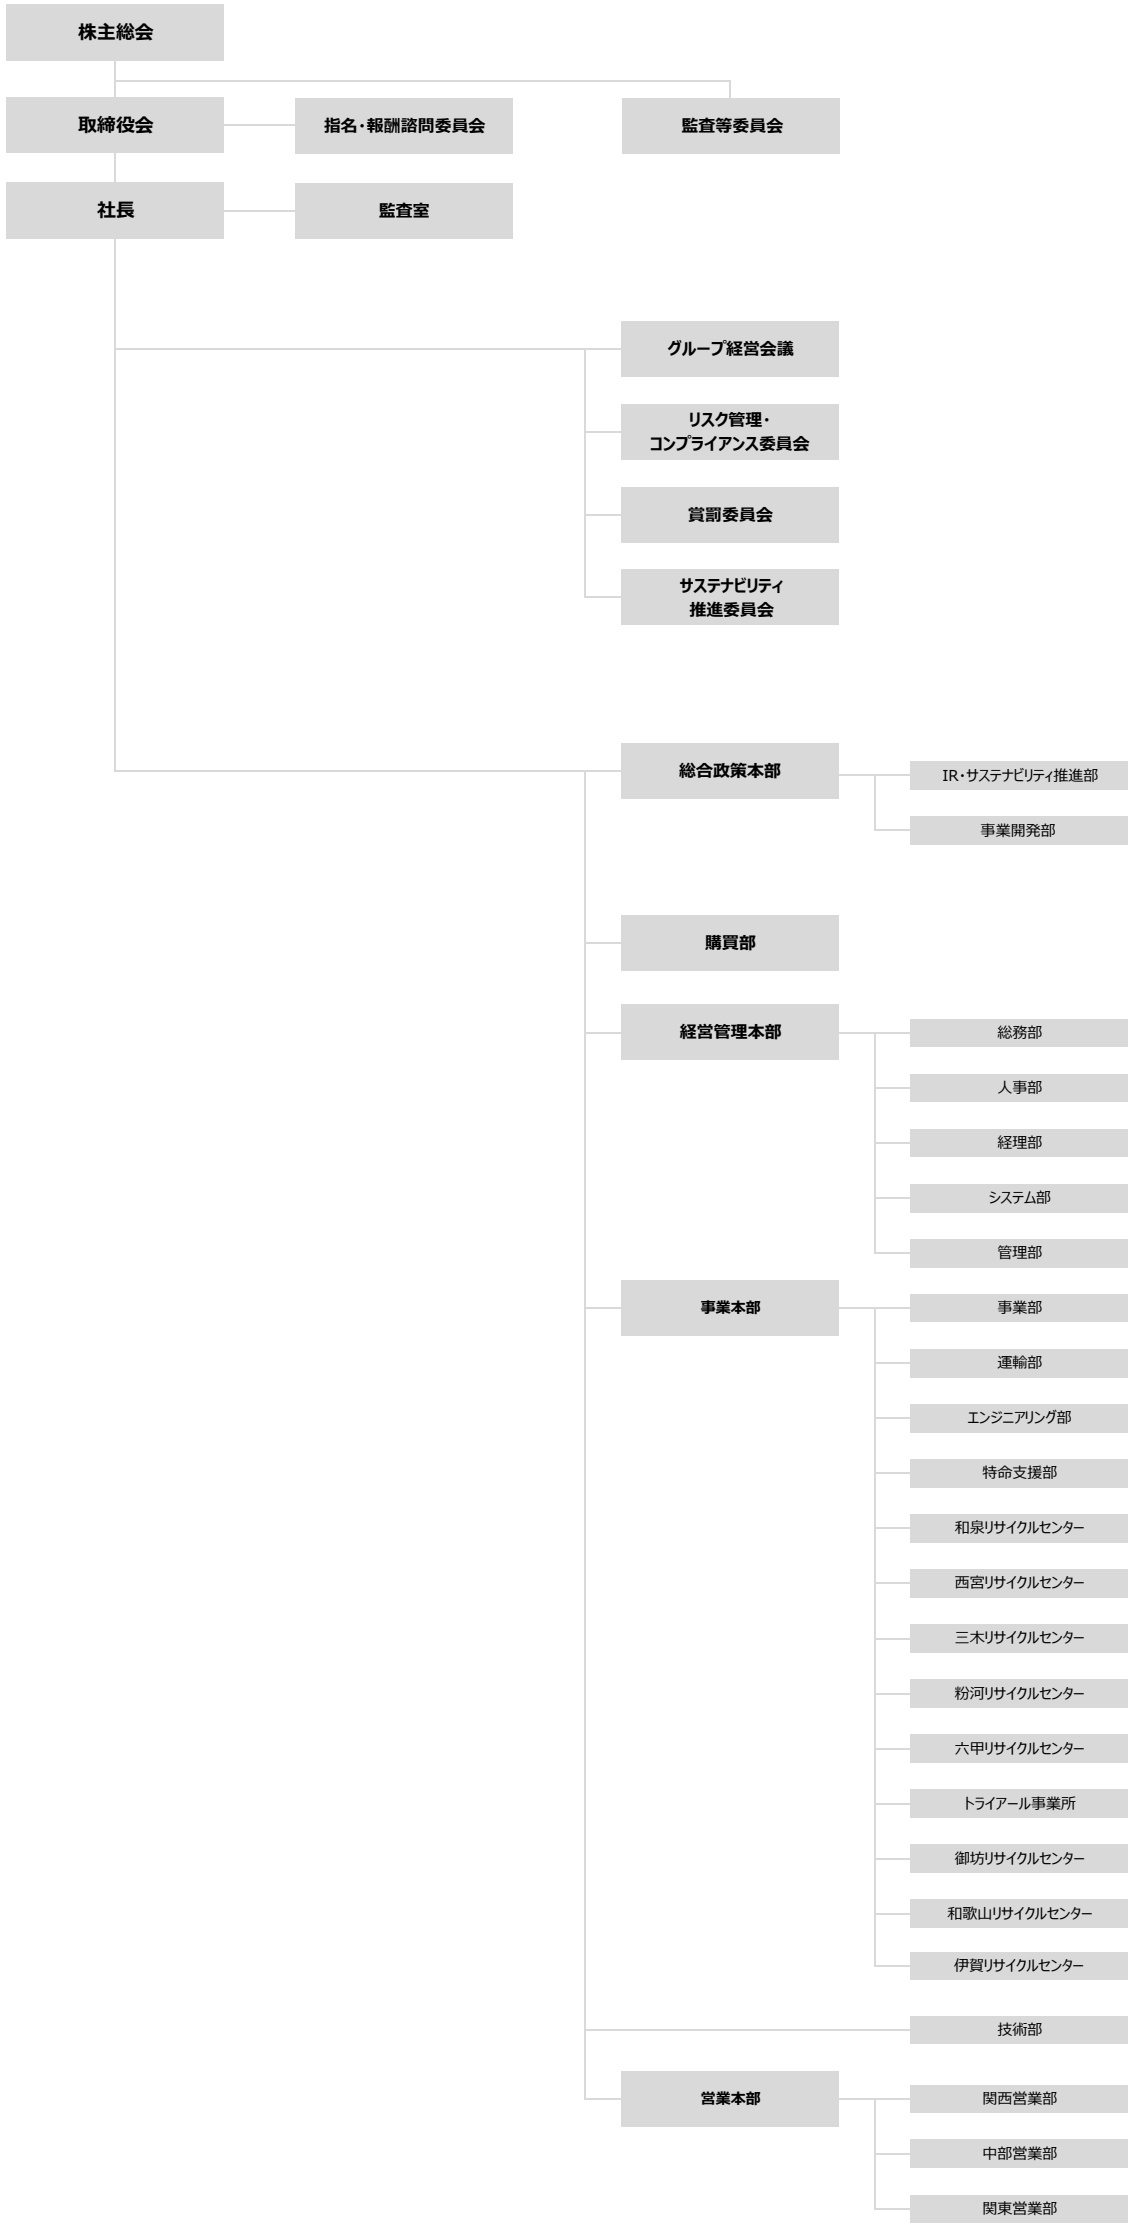 株主総会
取締役会
指名・報酬諮問委員会
監査等委員会
社長
監査室
グループ経営会議
リスク管理・
コンプライアンス委員会
賞罰委員会
サステナビリティ
推進委員会
総合政策本部
IR・サステナビリティ推進部
事業開発部
購買部
経営管理本部
総務部
人事部
経理部
システム部
管理部
事業本部
事業部
運輸部
エンジニアリング部
特命支援部
和泉リサイクルセンター
西宮リサイクルセンター
三木リサイクルセンター
粉河リサイクルセンター
六甲リサイクルセンター
トライアール事業所
御坊リサイクルセンター
和歌山リサイクルセンター
伊賀リサイクルセンター
技術部
営業本部
関西営業部
中部営業部
関東営業部